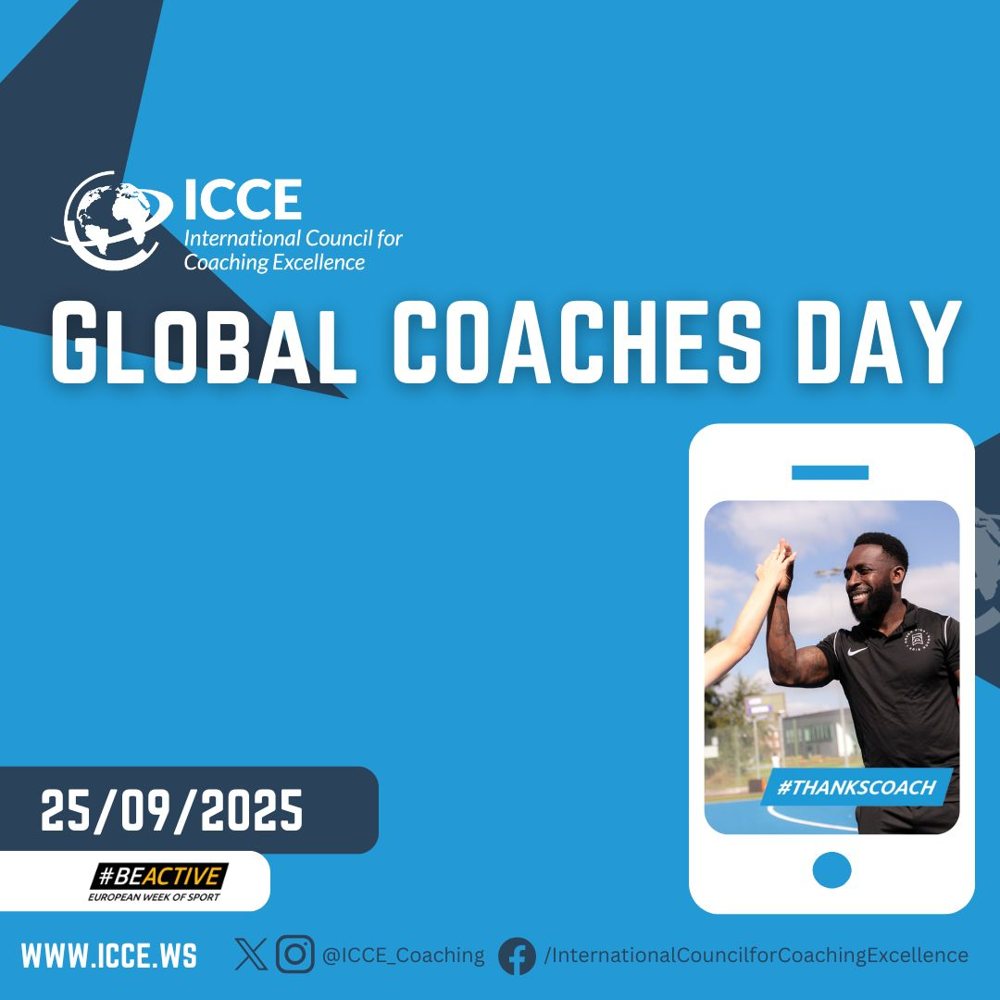 ICCE
International Council for
Coaching Excellence
GLOBAL COACHES DAY
#THANKSCOACH
25/09/2025
#BEACTIVE
EUROPEAN WEEK OF SPORT
WWW.ICCE.WS
@ICCE_Coaching
/InternationalCouncilforCoachingExcellence